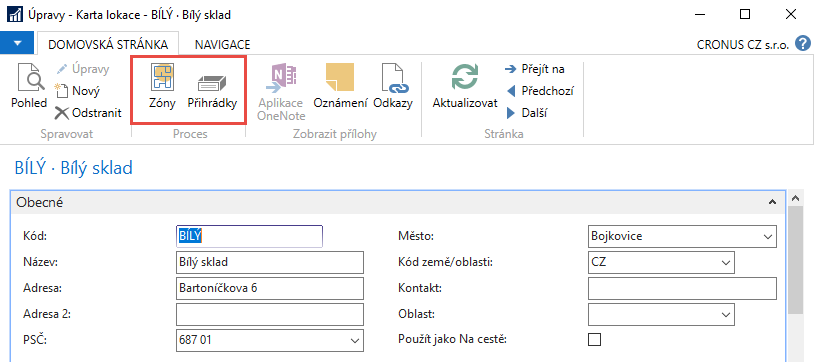 Úpravy - Karta lokace - BÍLÝ · Bílý sklad
DOMOVSKÁ STRÁNKA NAVIGACE CRONUS CZ s.r.o.
Pohled
Úpravy
Nový
Odstranit
Spravovat
Zóny
Přihrádky
Proces
Aplikace OneNote
Oznámení
Odkazy
Zobrazit přílohy
Aktualizovat
Přejít na
Předchozí
Další
Stránka
BÍLÝ · Bílý sklad
Obecné
Kód: BÍLÝ
Název: Bílý sklad
Adresa: Bartoníčkova 6
Adresa 2:
PSČ: 687 01
Město: Bojkovice
Kód země/oblasti: CZ
Kontakt:
Oblast:
Použít jako Na cestě: